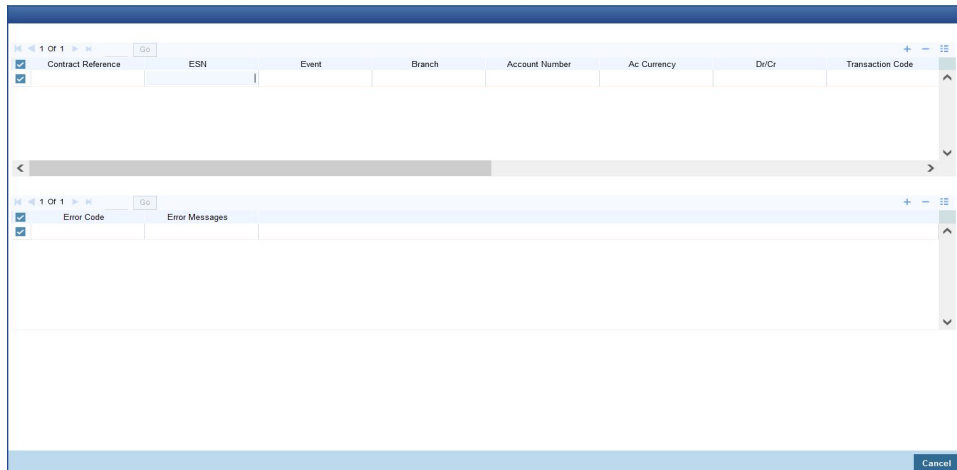 1 Of 1 Go
Contract Reference ESN Event Branch Account Number Ac Currency Dr/Cr Transaction Code
1 Of 1 Go
Error Code Error Messages
Cancel